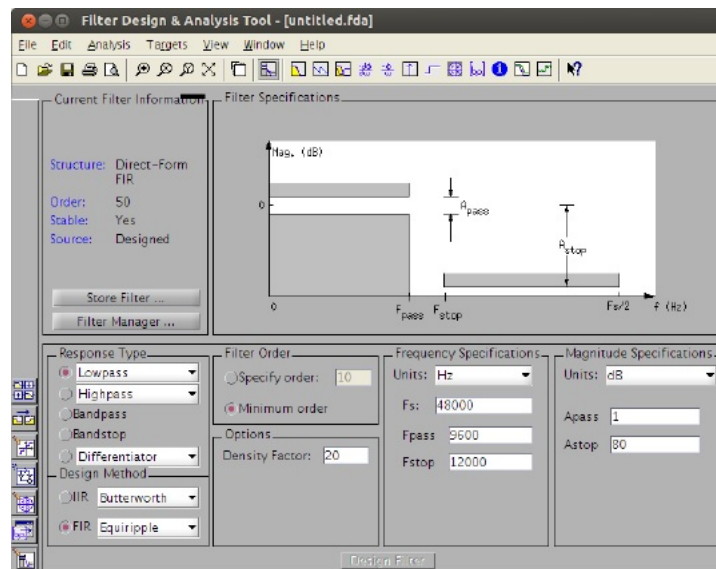 Filter Design & Analysis Tool - [untitled.fda]
File Edit Analysis Targets View Window Help
Current Filter Information
Structure: Direct-Form
FIR
Order: 50
Stable: Yes
Source: Designed
Store Filter ...
Filter Manager ...
Filter Specifications
Mag. (dB)
0
A pass
A stop
0
F pass
F stop
Fs/2
f (Hz)
Response Type
Lowpass
Highpass
Bandpass
Bandstop
Differentiator
Design Method
IIR Butterworth
FIR Equiripple
Filter Order
Specify order: 10
Minimum order
Options
Density Factor: 20
Frequency Specifications
Units: Hz
Fs: 48000
Fpass 9600
Fstop 12000
Magnitude Specifications
Units: dB
Apass 1
Astop 80
Design Filter